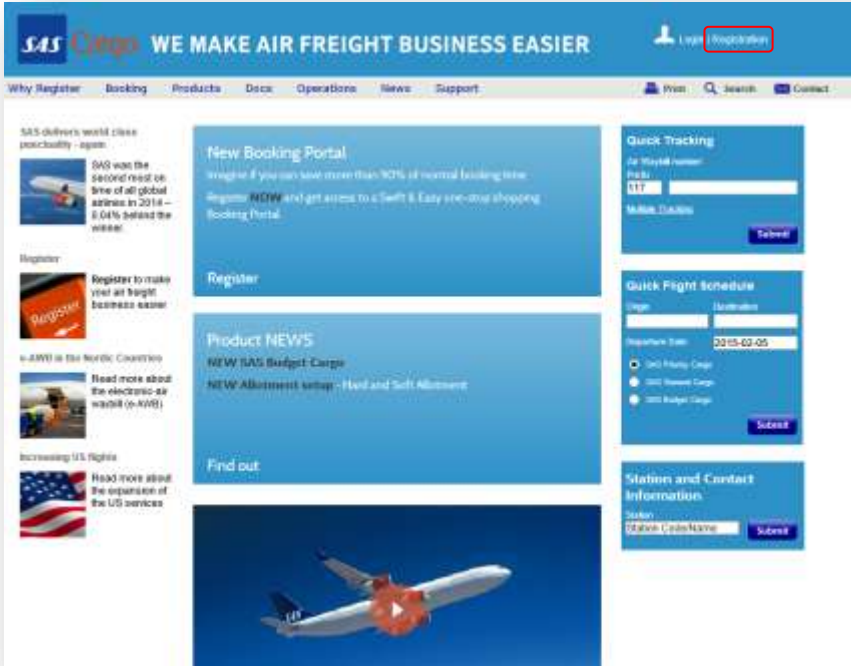 SAS Cargo WE MAKE AIR FREIGHT BUSINESS EASIER
Login | Registration
Why Register Booking Products Docs Operations News Support
Print Search Contact
SAS delivers world class
punctuality - again
SAS was the
second most on
time of all global
airlines in 2014 –
0.04% behind the
winner.
Register
Register to make
your air freight
business easier
Register
e-AWB in the Nordic Countries
Read more about
the electronic air
waybill (e-AWB)
Increasing US flights
Read more about
the expansion of
the US services
New Booking Portal
Imagine if you can save more than 90% of normal booking time
Register NOW and get access to a Swift & Easy one-stop shopping
Booking Portal
Register
Product NEWS
NEW SAS Budget Cargo
NEW Allotment setup - Hard and Soft Allotment
Find out
SAS
Quick Tracking
Air Waybill number
Prefix
117
Multiple Tracking
Submit
Quick Flight Schedule
Origin Destination
Departure Date 2015-02-05
SAS Priority Cargo
SAS Standard Cargo
SAS Budget Cargo
Submit
Station and Contact
Information
Station
Station Code/Name Submit